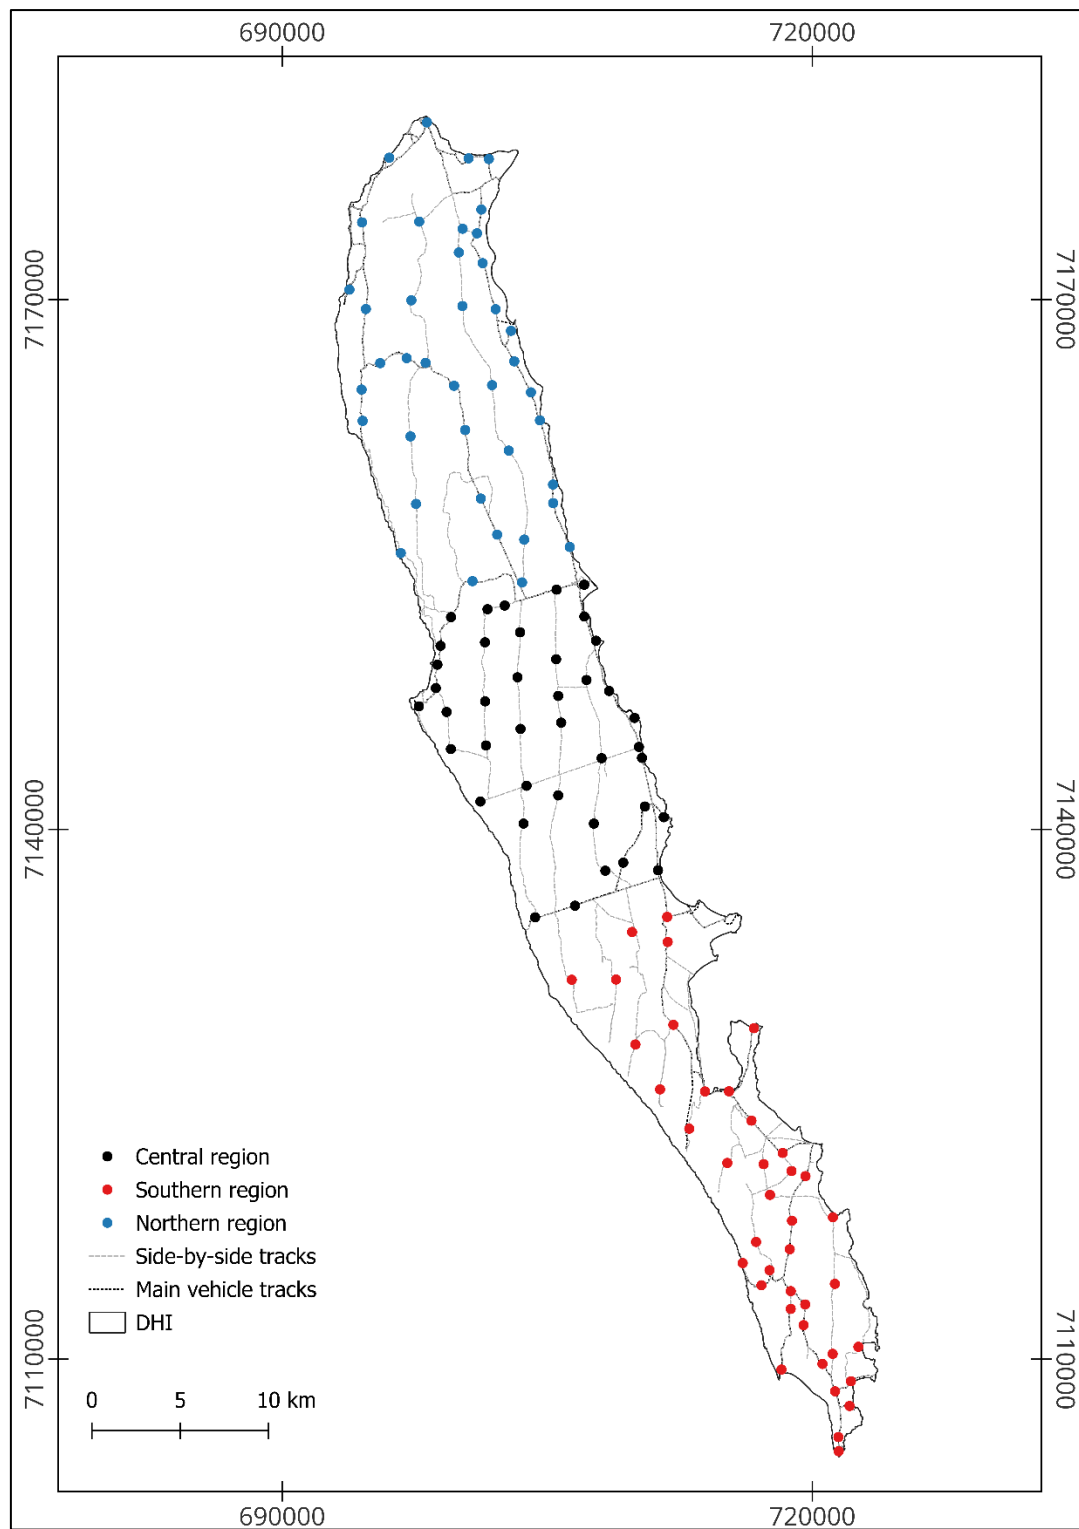 690000 720000
7170000 7170000
7140000 7140000
Central region
Southern region
Northern region
Side-by-side tracks
Main vehicle tracks
DHI
7110000 7110000
0 5 10 km
690000 720000